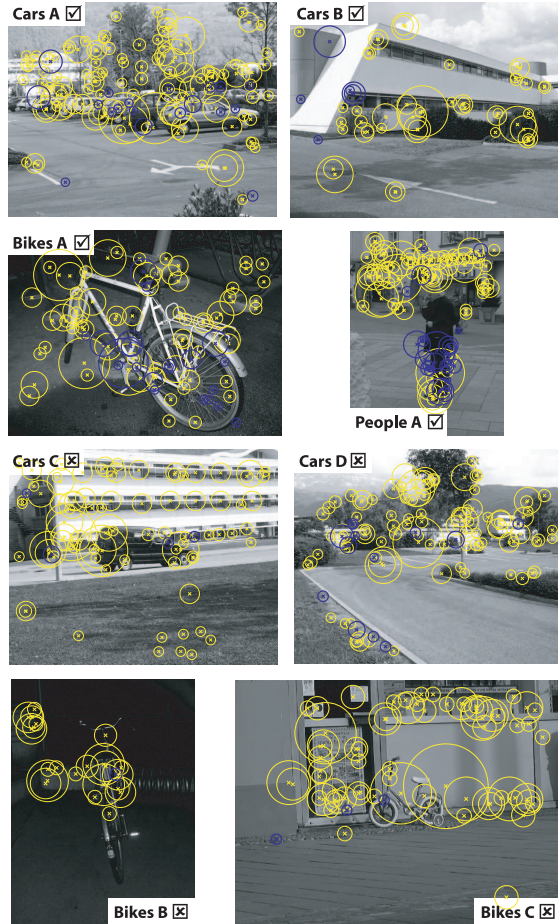 Cars A ☑
Cars B ☑
Bikes A ☑
People A ☑
Cars C ☒
Cars D ☒
Bikes B ☒
Bikes C ☒